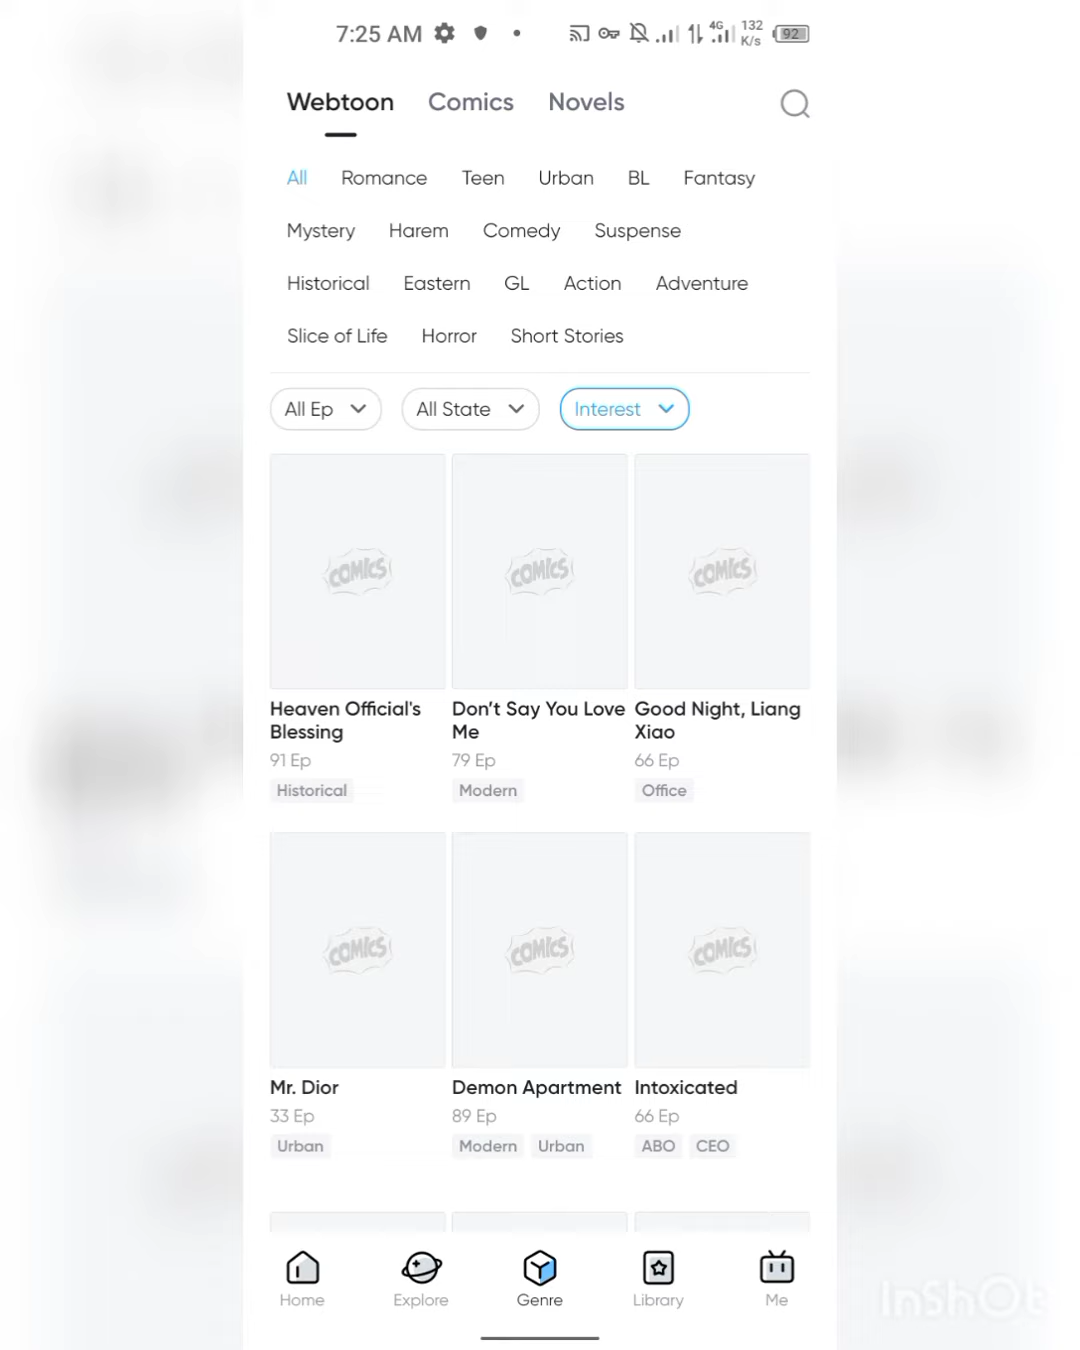 7:25 AM 4G 132 K/s 92
Webtoon Comics Novels
All Romance Teen Urban BL Fantasy
Mystery Harem Comedy Suspense
Historical Eastern GL Action Adventure
Slice of Life Horror Short Stories
All Ep All State Interest
COMICS COMICS COMICS
Heaven Official's Don’t Say You Love Good Night, Liang
Blessing Me Xiao
91 Ep 79 Ep 66 Ep
Historical Modern Office
COMICS COMICS COMICS
Mr. Dior Demon Apartment Intoxicated
33 Ep 89 Ep 66 Ep
Urban Modern Urban ABO CEO
Home Explore Genre Library Me
InShOt